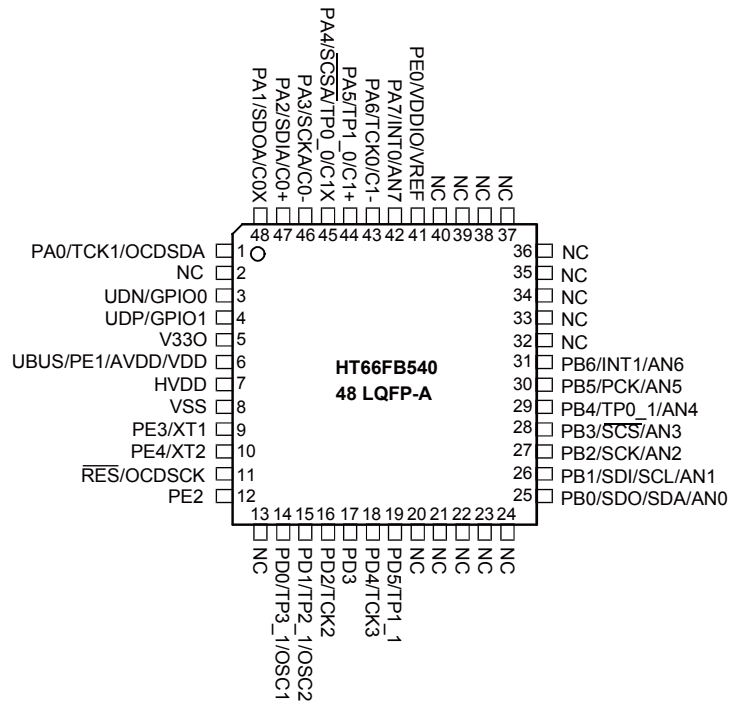 PA1/SDOA/C0X
PA2/SDIA/C0+
PA3/SCKA/C0-
PA4/SCSA/TP0_0/C1X
PA5/TP1_0/C1+
PA6/TCK0/C1-
PA7/INT0/AN7
PE0/VDDIO/VREF
NC
NC
NC
NC
48 47 46 45 44 43 42 41 40 39 38 37
PA0/TCK1/OCDSDA 1
NC 2
UDN/GPIO0 3
UDP/GPIO1 4
V33O 5
UBUS/PE1/AVDD/VDD 6
HVDD 7
VSS 8
PE3/XT1 9
PE4/XT2 10
RES/OCDSCK 11
PE2 12
HT66FB540
48 LQFP-A
36 NC
35 NC
34 NC
33 NC
32 NC
31 PB6/INT1/AN6
30 PB5/PCK/AN5
29 PB4/TP0_1/AN4
28 PB3/SCS/AN3
27 PB2/SCK/AN2
26 PB1/SDI/SCL/AN1
25 PB0/SDO/SDA/AN0
13 14 15 16 17 18 19 20 21 22 23 24
NC
PD0/TP3_1/OSC1
PD1/TP2_1/OSC2
PD2/TCK2
PD3
PD4/TCK3
PD5/TP1_1
NC
NC
NC
NC
NC